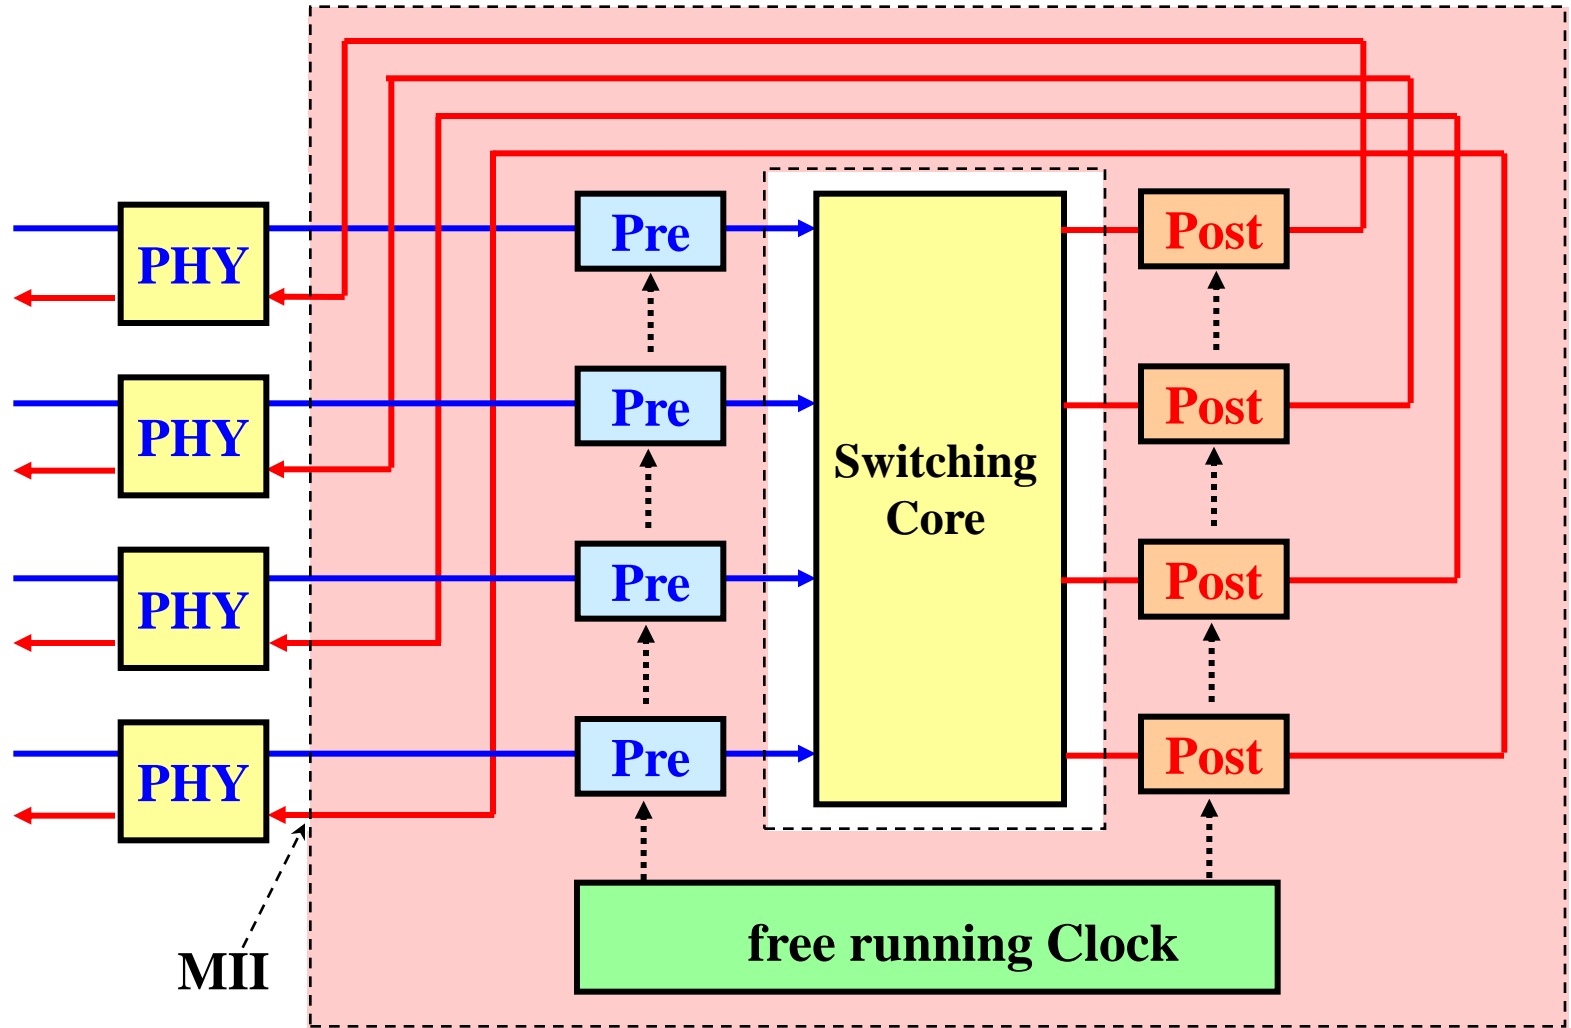 Pre
Post
PHY
Pre
Post
PHY
Switching
Core
Pre
Post
PHY
Pre
Post
PHY
free running Clock
MII